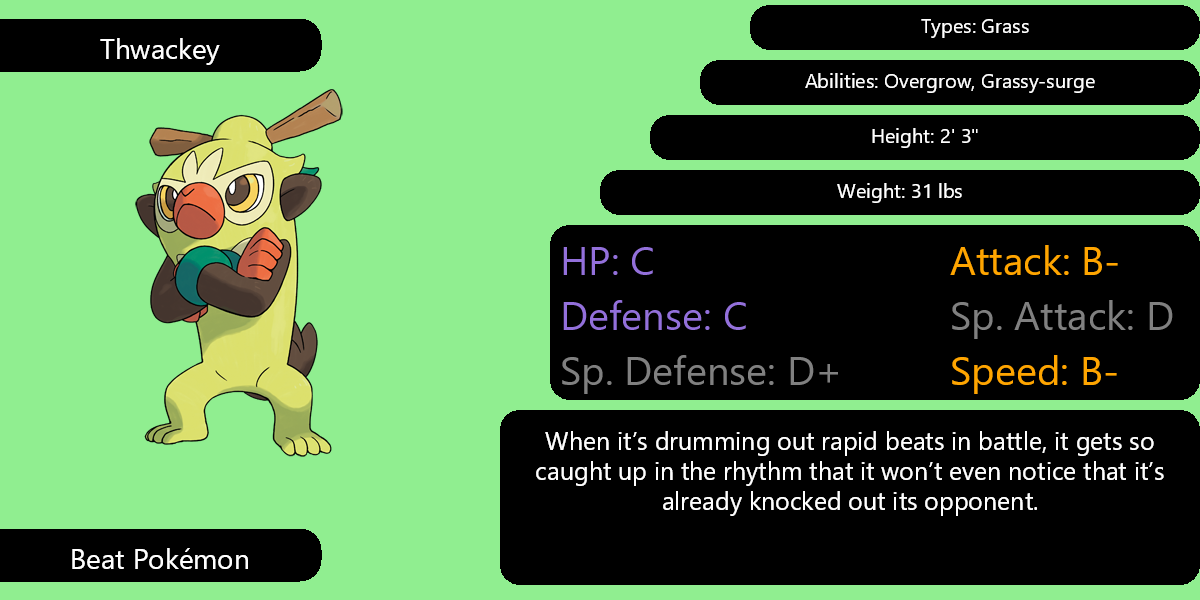 Thwackey
Types: Grass
Abilities: Overgrow, Grassy-surge
Height: 2' 3"
Weight: 31 lbs
HP: C
Attack: B-
Defense: C
Sp. Attack: D
Sp. Defense: D+
Speed: B-
When it’s drumming out rapid beats in battle, it gets so
caught up in the rhythm that it won’t even notice that it’s
already knocked out its opponent.
Beat Pokémon